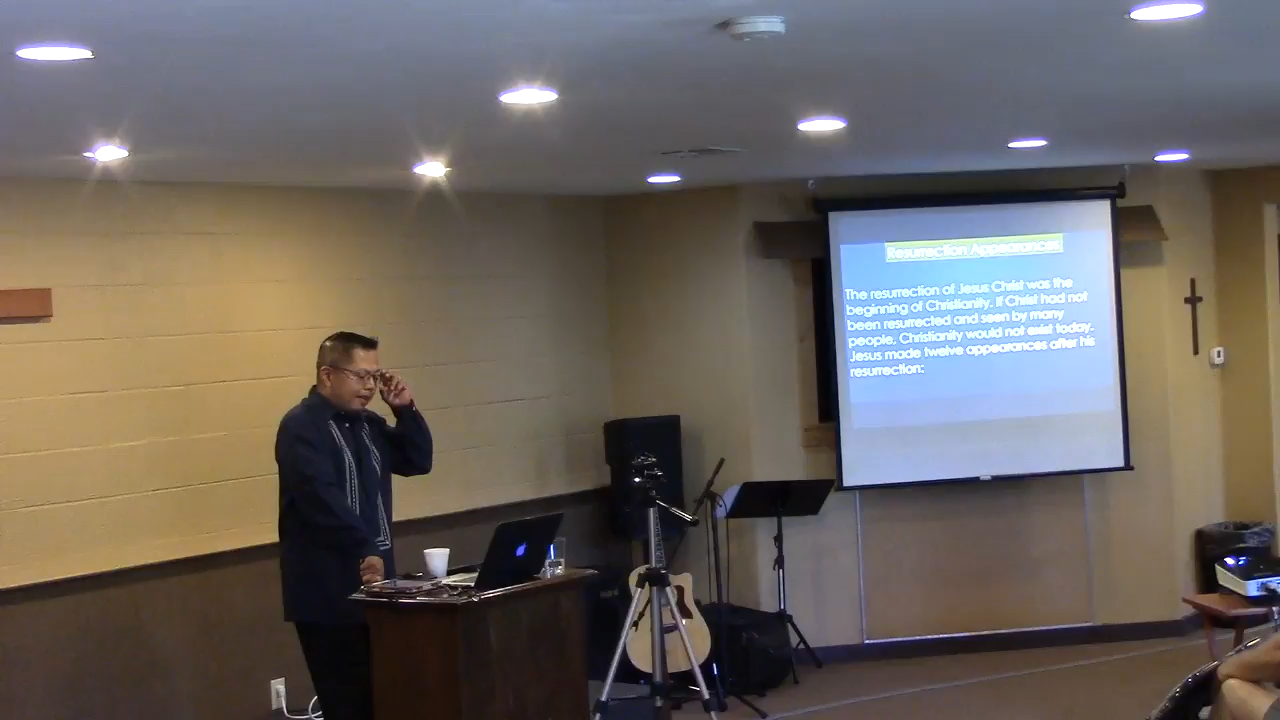 Resurrection Appearances
The resurrection of Jesus Christ was the
beginning of Christianity. If Christ had not
been resurrected and seen by many
people, Christianity would not exist today.
Jesus made twelve appearances after his
resurrection: